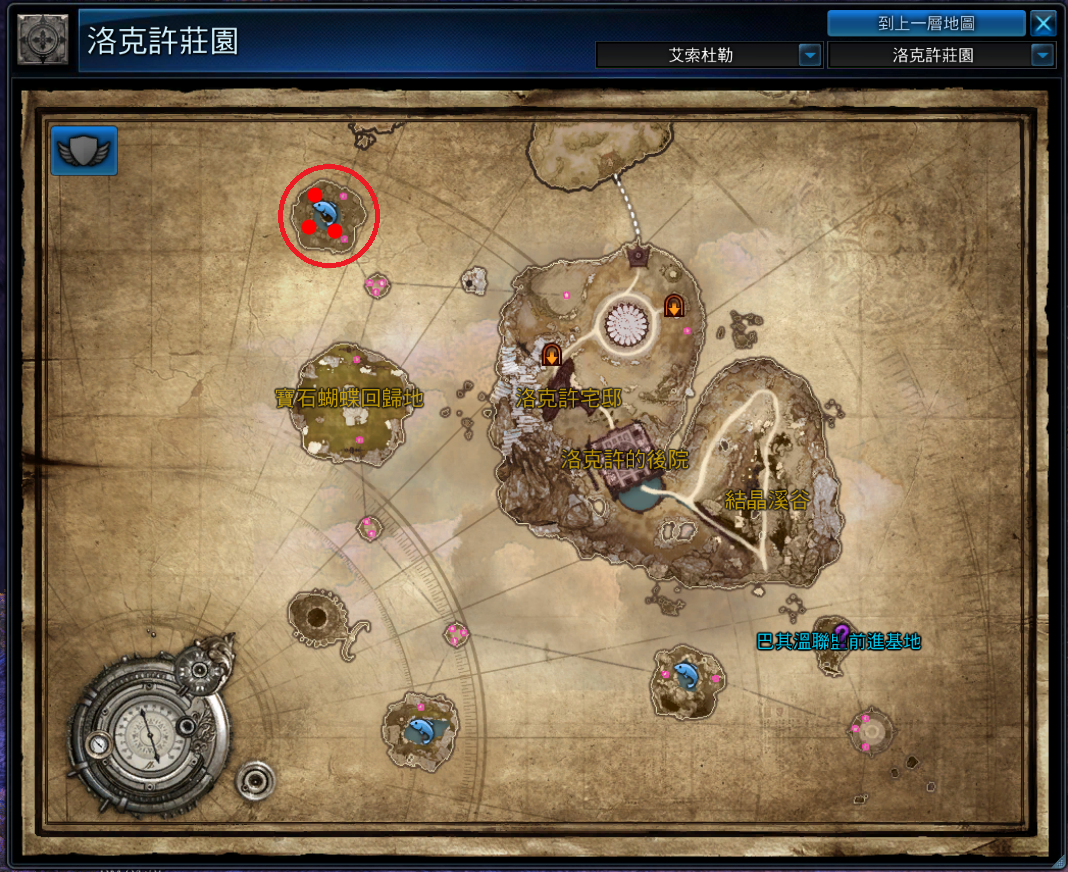 洛克許莊園
到上一層地圖
艾索杜勒
洛克許莊園
寶石蝴蝶回歸地
洛克許宅邸
洛克許的後院
結晶溪谷
巴其溫聯盟前進基地